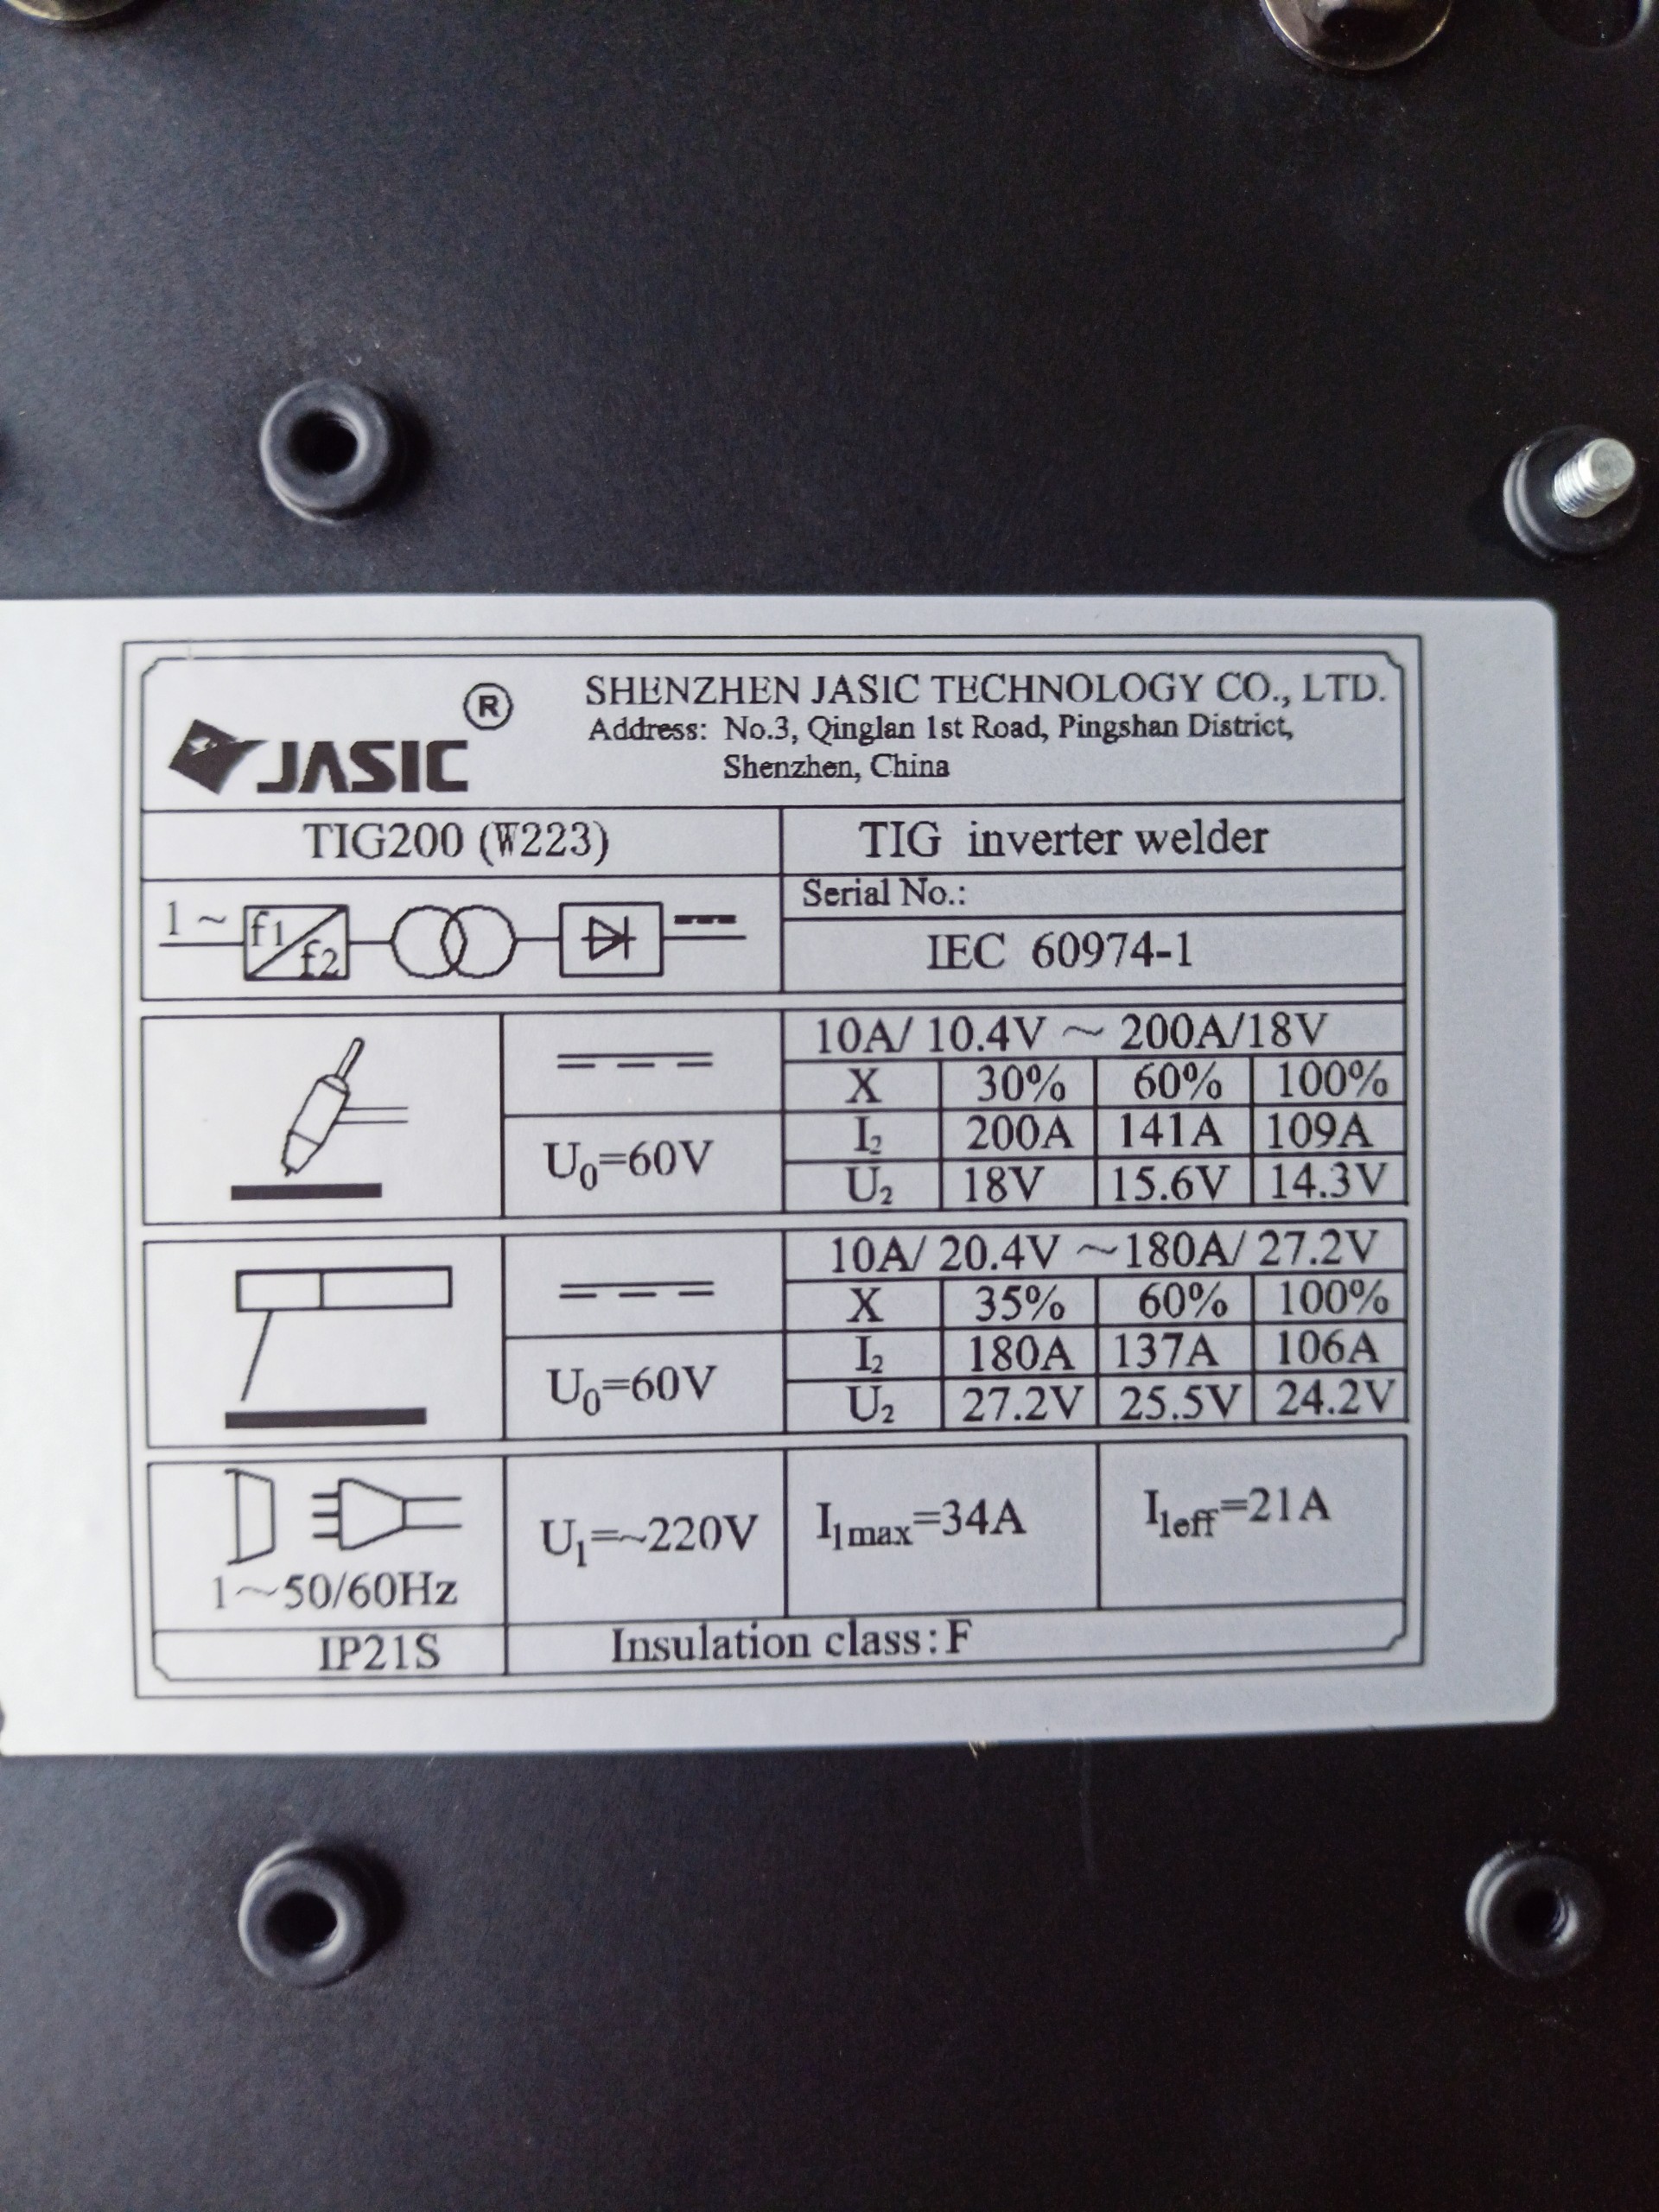 JASIC ®
SHENZHEN JASIC TECHNOLOGY CO., LTD.
Address: No.3, Qinglan 1st Road, Pingshan District,
Shenzhen, China
TIG200 (W223)
TIG inverter welder
1~ f1 f2
Serial No.:
IEC 60974-1
10A/ 10.4V ~ 200A/18V
X 30% 60% 100%
U₀=60V
I₂ 200A 141A 109A
U₂ 18V 15.6V 14.3V
10A/ 20.4V ~180A/ 27.2V
X 35% 60% 100%
U₀=60V
I₂ 180A 137A 106A
U₂ 27.2V 25.5V 24.2V
1~50/60Hz
U₁=~220V
I₁max=34A
I₁eff=21A
IP21S
Insulation class: F